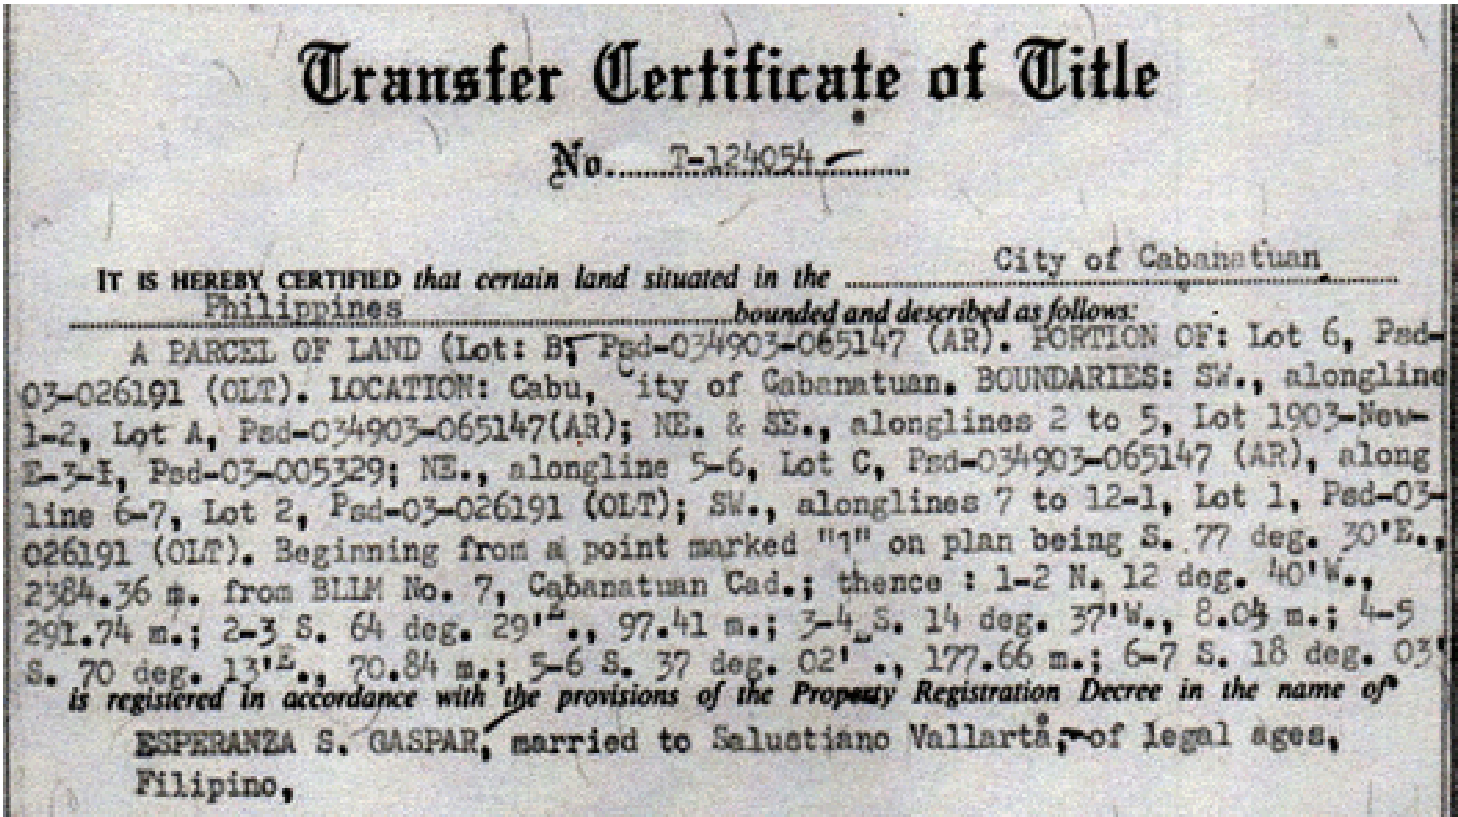 Transfer Certificate of Title
No. T-124054
City of Cabanatuan
IT IS HEREBY CERTIFIED that certain land situated in the
Philippines bounded and described as follows:
A PARCEL OF LAND (Lot: B, Psd-034903-065147 (AR). PORTION OF: Lot 6, Psd-
03-026191 (OLT). LOCATION: Cabu, City of Cabanatuan. BOUNDARIES: SW., alongline
1-2, Lot A, Psd-034903-065147(AR); NE. & SE., alonglines 2 to 5, Lot 1903-New-
Psd-03-005329; NE., alongline 5-6, Lot C, Psd-034903-065147 (AR), along
line 6-7, Lot 2, Psd-03-026191 (OLT); SW., alonglines 7 to 12-1, Lot 1, Psd-03-
026191 (OLT). Beginning from a point marked "1" on plan being S. 77 deg. 30'E.,
2384.36 m. from BLLM No. 7, Cabanatuan Cad.; thence : 1-2 N. 12 deg. 40'W.,
291.74 m.; 2-3 S. 64 deg. 29'E., 97.41 m.; 3-4 S. 14 deg. 37'W., m.; 4-5
S. 70 deg. 13'E., 70.84 m.; 5-6 S. 37 deg. 02' ., 177.66 m.; 6-7 S. 18 deg. 03'
is registered in accordance with the provisions of the Property Registration Decree in the name of
ESPERANZA S. GASPAR, married to Salustiano Vallarta, of legal ages,
Filipino,